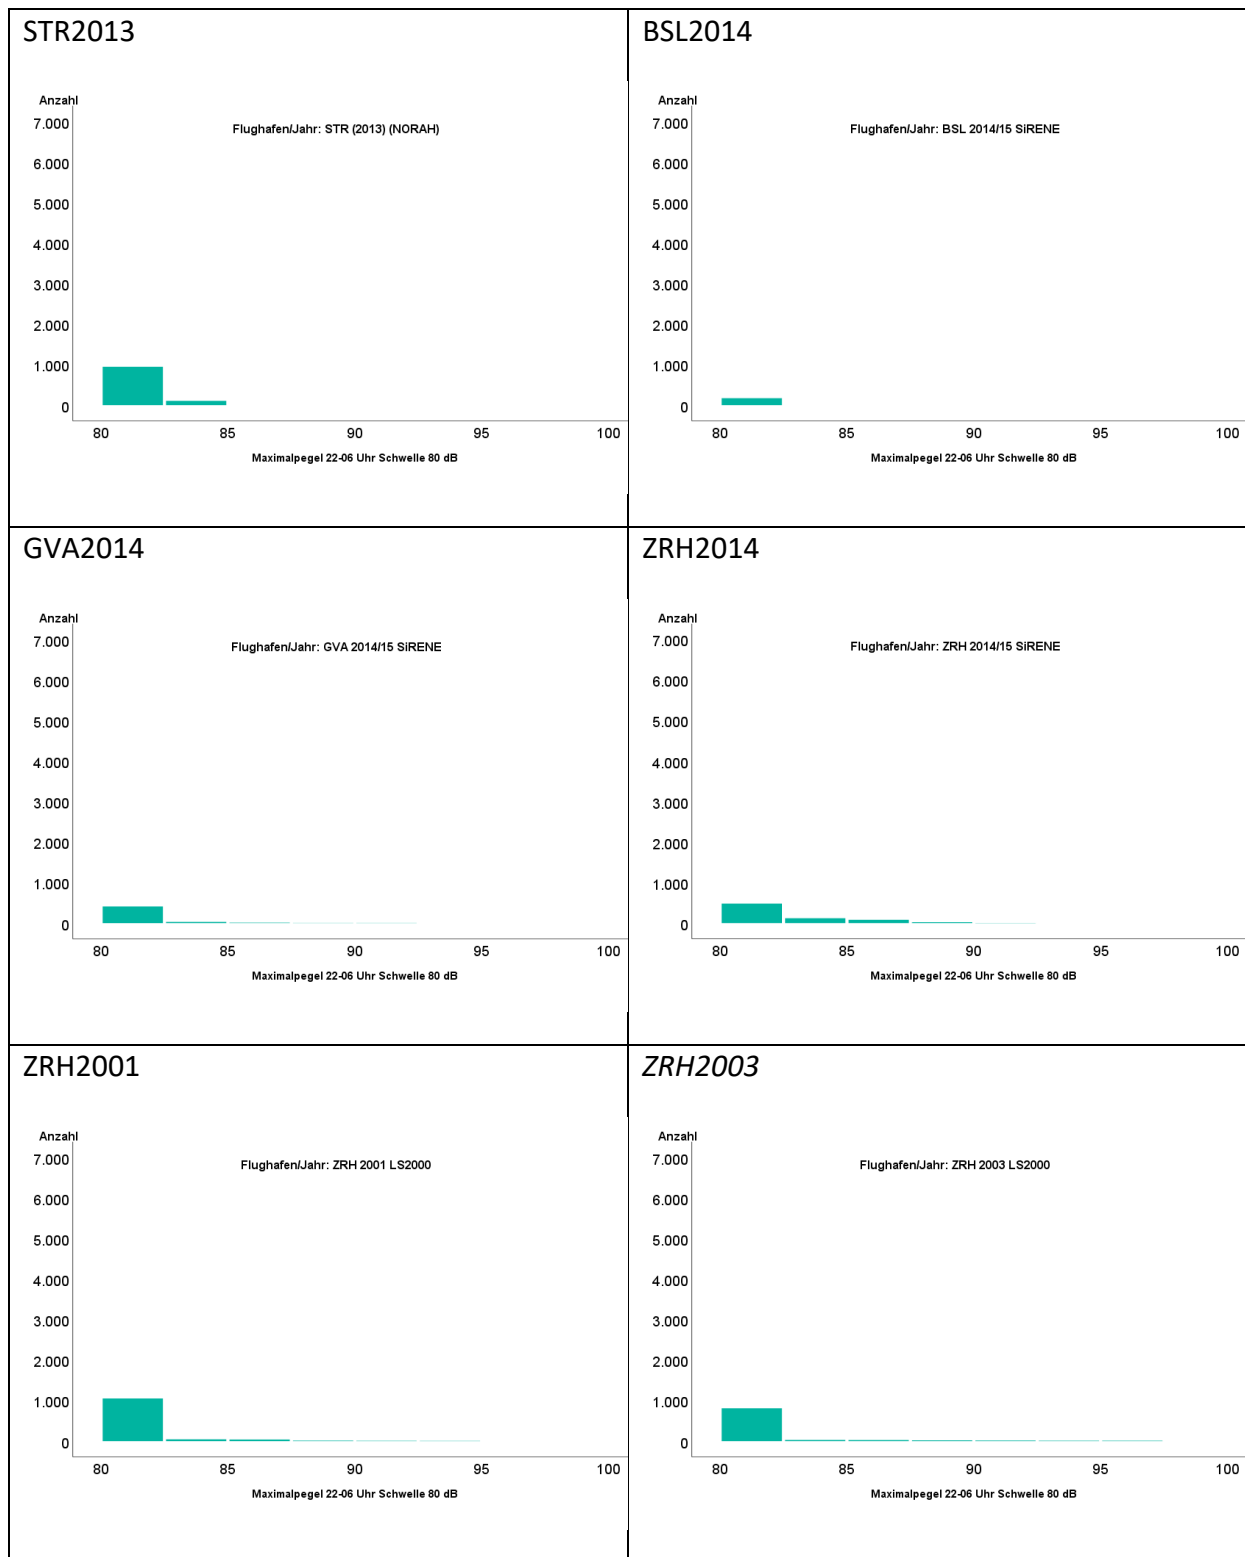 STR2013
Anzahl
Flughafen/Jahr: STR (2013) (NORAH)
7.000
6.000
5.000
4.000
3.000
2.000
1.000
0
80 85 90 95 100
Maximalpegel 22-06 Uhr Schwelle 80 dB
BSL2014
Anzahl
Flughafen/Jahr: BSL 2014/15 SiRENE
7.000
6.000
5.000
4.000
3.000
2.000
1.000
0
80 85 90 95 100
Maximalpegel 22-06 Uhr Schwelle 80 dB
GVA2014
Anzahl
Flughafen/Jahr: GVA 2014/15 SiRENE
7.000
6.000
5.000
4.000
3.000
2.000
1.000
0
80 85 90 95 100
Maximalpegel 22-06 Uhr Schwelle 80 dB
ZRH2014
Anzahl
Flughafen/Jahr: ZRH 2014/15 SiRENE
7.000
6.000
5.000
4.000
3.000
2.000
1.000
0
80 85 90 95 100
Maximalpegel 22-06 Uhr Schwelle 80 dB
ZRH2001
Anzahl
Flughafen/Jahr: ZRH 2001 LS2000
7.000
6.000
5.000
4.000
3.000
2.000
1.000
0
80 85 90 95 100
Maximalpegel 22-06 Uhr Schwelle 80 dB
ZRH2003
Anzahl
Flughafen/Jahr: ZRH 2003 LS2000
7.000
6.000
5.000
4.000
3.000
2.000
1.000
0
80 85 90 95 100
Maximalpegel 22-06 Uhr Schwelle 80 dB